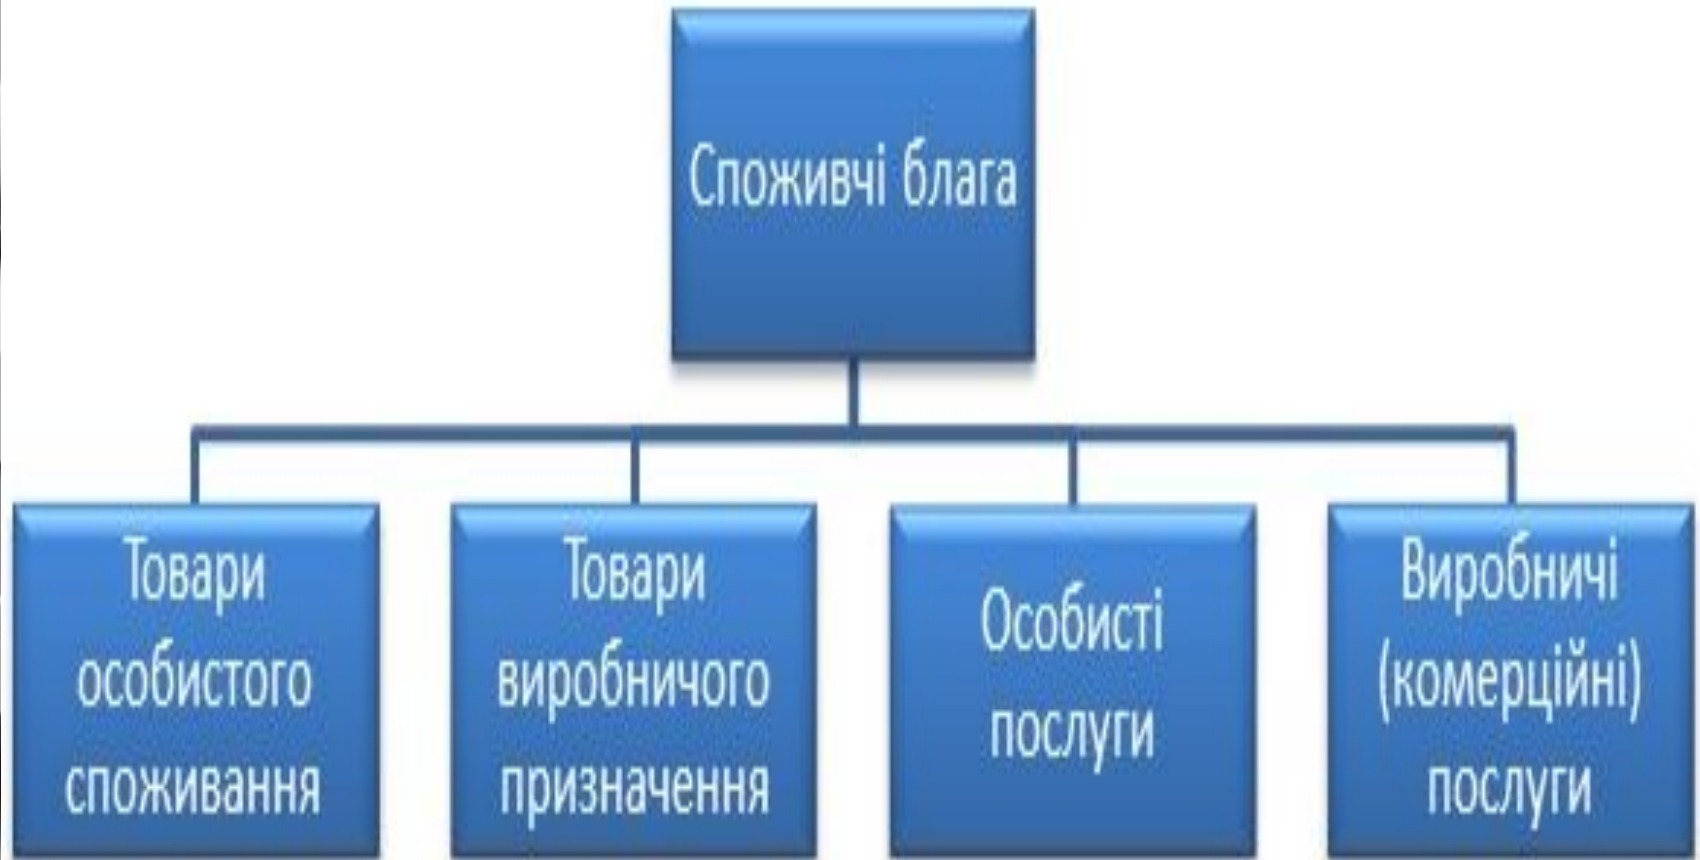 Споживчі блага
Товари
особистого
споживання
Товари
виробничого
призначення
Особисті
послуги
Виробничі
(комерційні)
послуги